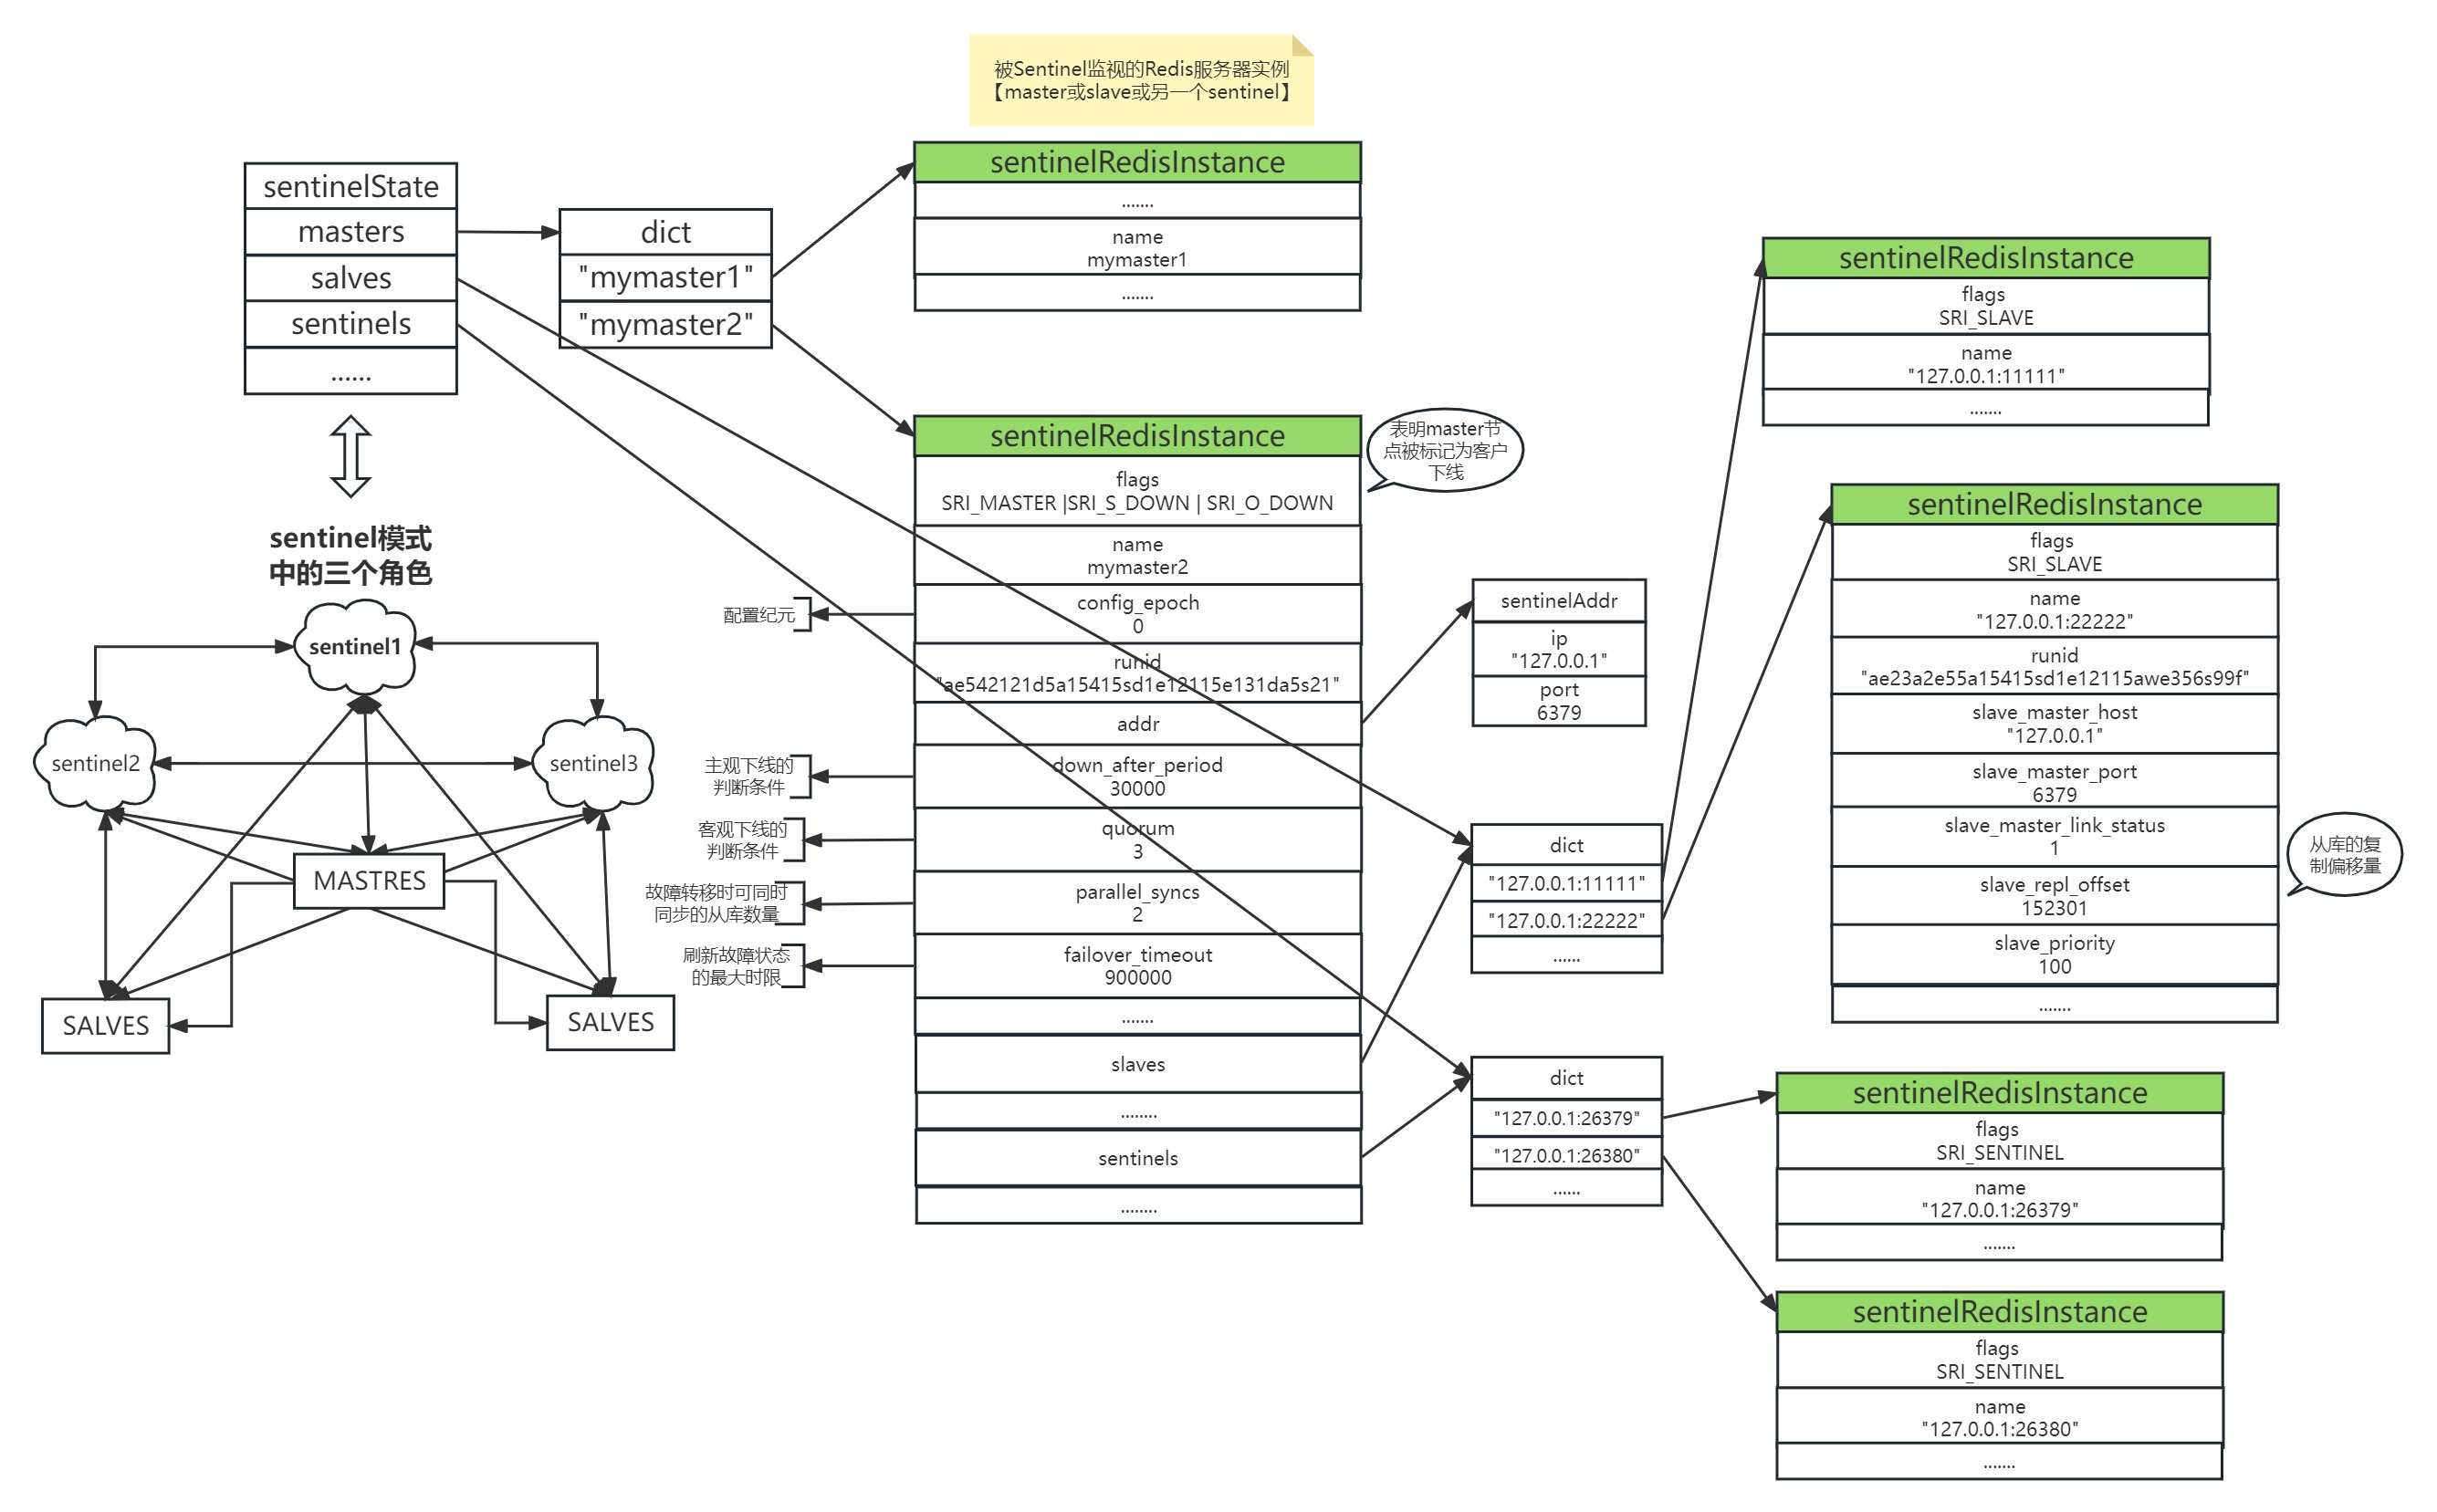 被Sentinel监视的Redis服务器实例
【master或slave或另一个sentinel】
sentinelState
masters
salves
sentinels
......
dict
"mymaster1"
"mymaster2"
sentinelRedisInstance
.......
name
mymaster1
.......
sentinel模式
中的三个角色
sentinel1
sentinel2
sentinel3
MASTRES
SALVES
SALVES
sentinelRedisInstance
flags
SRI_MASTER |SRI_S_DOWN | SRI_O_DOWN
name
mymaster2
config_epoch
0
runid
"ae542121d5a15415sd1e12115e131da5s21"
addr
down_after_period
30000
quorum
3
parallel_syncs
2
failover_timeout
900000
.......
slaves
........
sentinels
........
表明master节
点被标记为客户
下线
配置纪元
主观下线的
判断条件
客观下线的
判断条件
故障转移时可同时
同步的从库数量
刷新故障状态
的最大时限
sentinelAddr
ip
"127.0.0.1"
port
6379
dict
"127.0.0.1:11111"
"127.0.0.1:22222"
......
dict
"127.0.0.1:26379"
"127.0.0.1:26380"
......
sentinelRedisInstance
flags
SRI_SLAVE
name
"127.0.0.1:11111"
.......
sentinelRedisInstance
flags
SRI_SLAVE
name
"127.0.0.1:22222"
runid
"ae23a2e55a15415sd1e12115awe356s99f"
slave_master_host
"127.0.0.1"
slave_master_port
6379
slave_master_link_status
1
slave_repl_offset
152301
slave_priority
100
.......
从库的复
制偏移量
sentinelRedisInstance
flags
SRI_SENTINEL
name
"127.0.0.1:26379"
.......
sentinelRedisInstance
flags
SRI_SENTINEL
name
"127.0.0.1:26380"
.......